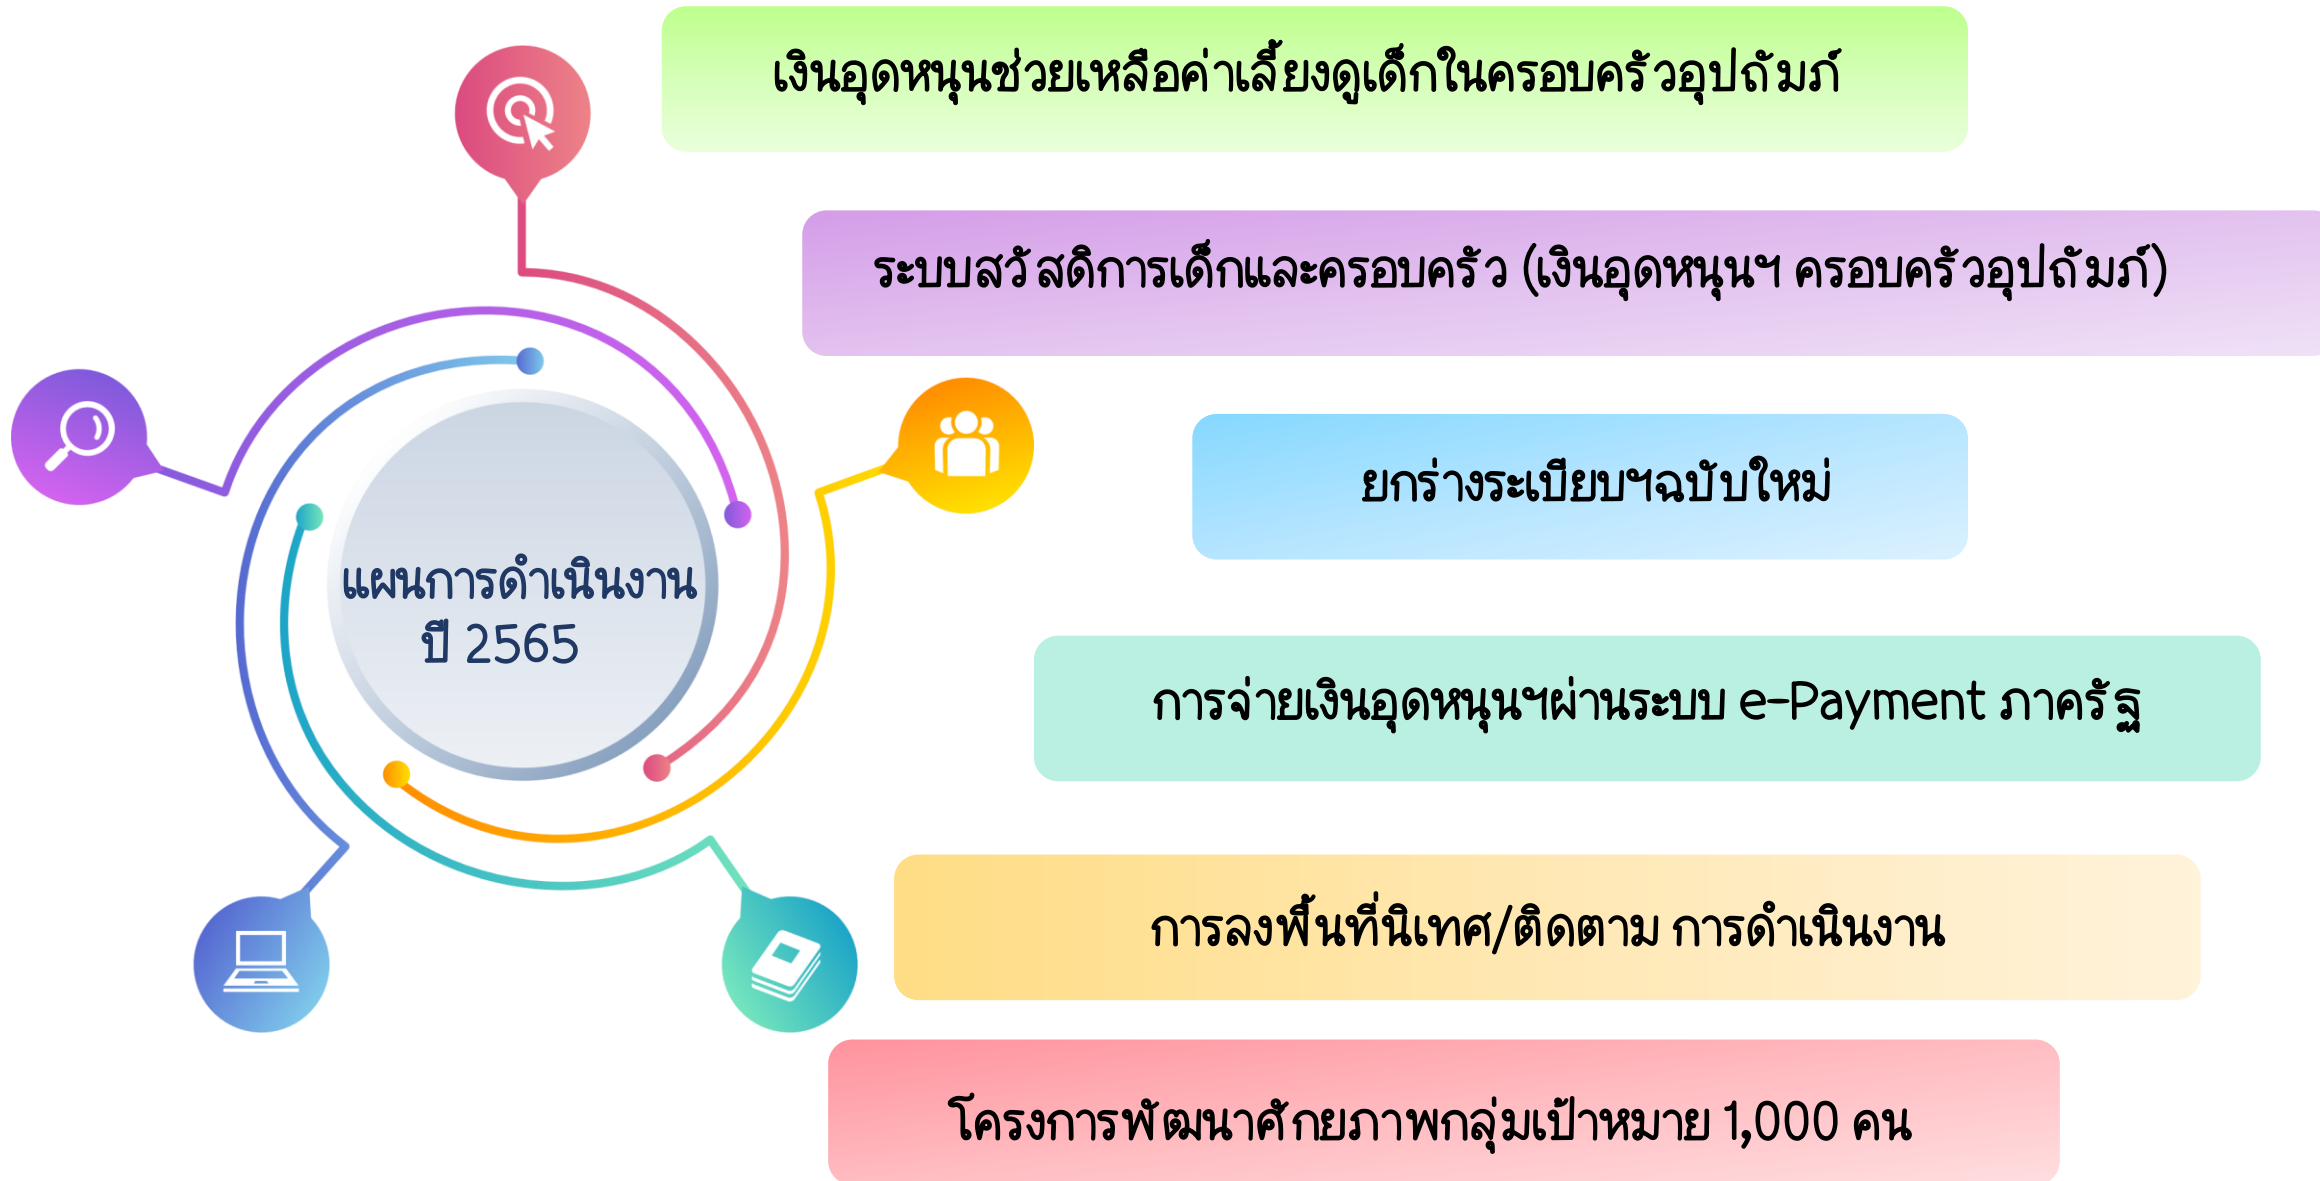 เงินอุดหนุนช่วยเหลือค่าเลี้ยงดูเด็กในครอบครัวอุปถัมภ์
ระบบสวัสดิการเด็กและครอบครัว (เงินอุดหนุนฯ ครอบครัวอุปถัมภ์)
ยกร่างระเบียบฯฉบับใหม่
แผนการดำเนินงาน
ปี 2565
การจ่ายเงินอุดหนุนฯผ่านระบบ e-Payment ภาครัฐ
การลงพื้นที่นิเทศ/ติดตาม การดำเนินงาน
โครงการพัฒนาศักยภาพกลุ่มเป้าหมาย 1,000 คน